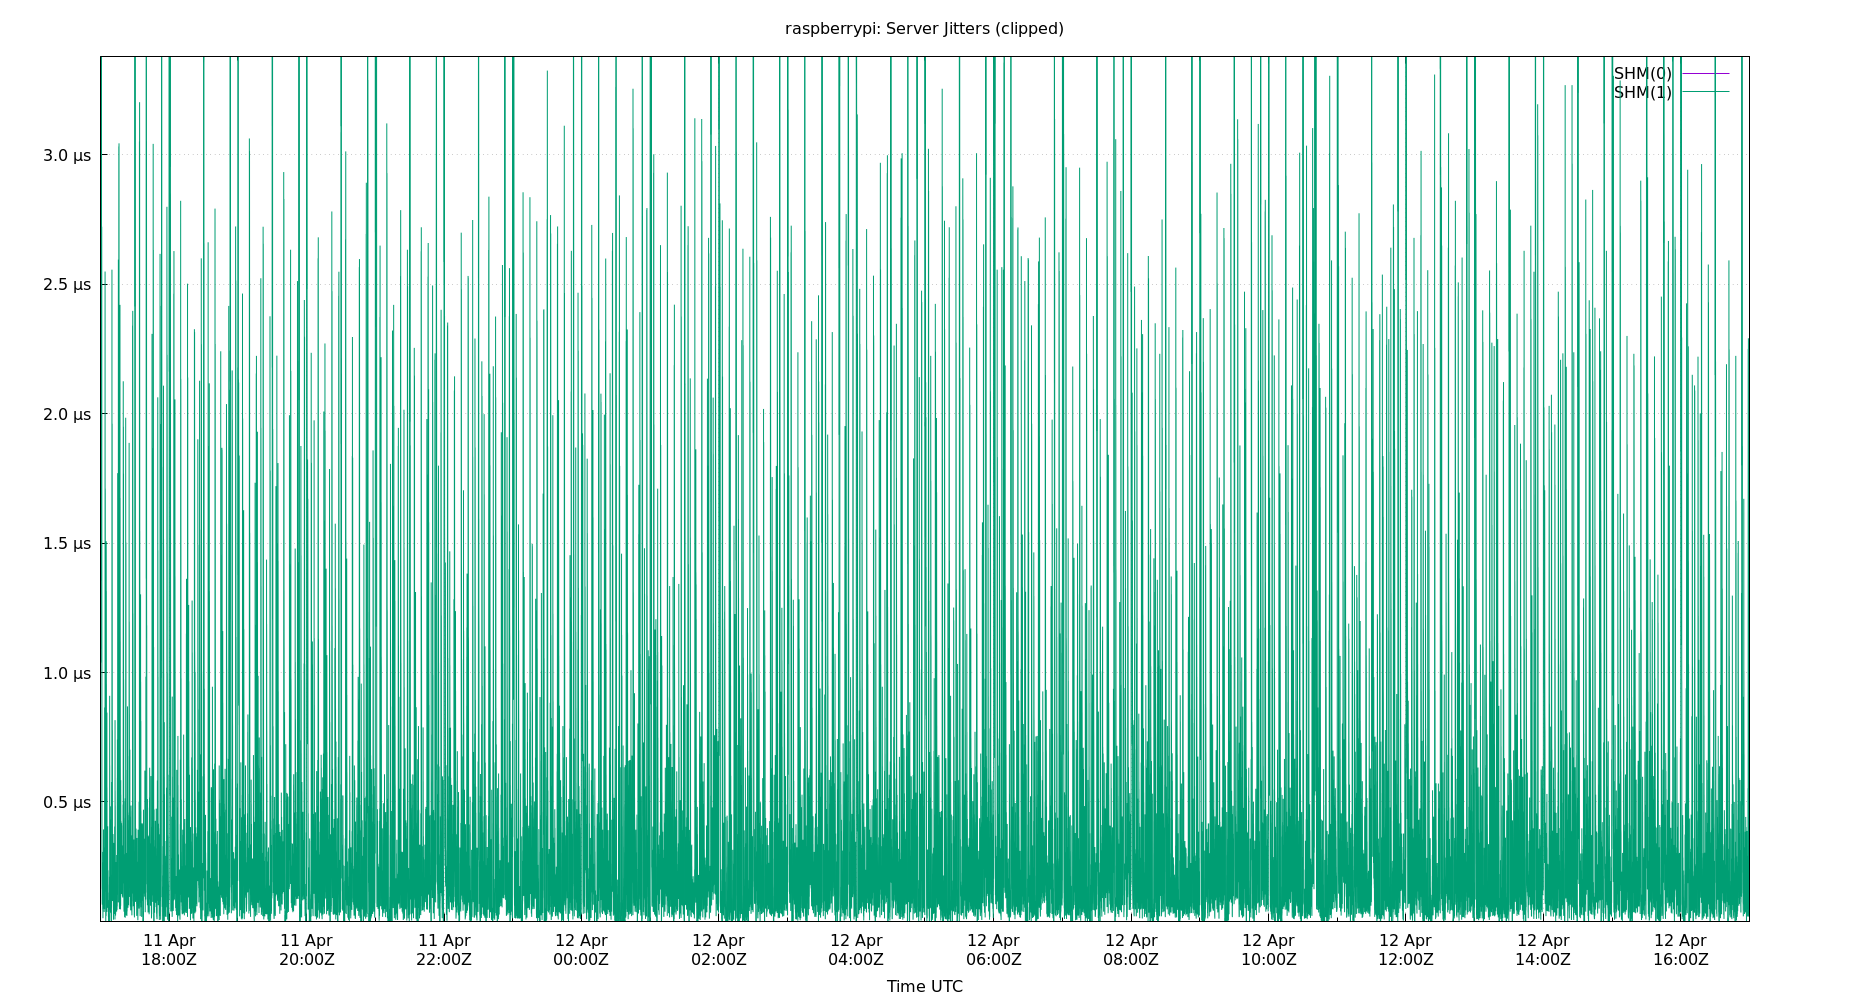 raspberrypi: Server Jitters (clipped)
SHM(0)
SHM(1)
3.0 µs
2.5 µs
2.0 µs
1.5 µs
1.0 µs
0.5 µs
11 Apr 11 Apr 11 Apr 12 Apr 12 Apr 12 Apr 12 Apr 12 Apr 12 Apr 12 Apr 12 Apr 12 Apr
18:00Z 20:00Z 22:00Z 00:00Z 02:00Z 04:00Z 06:00Z 08:00Z 10:00Z 12:00Z 14:00Z 16:00Z
Time UTC